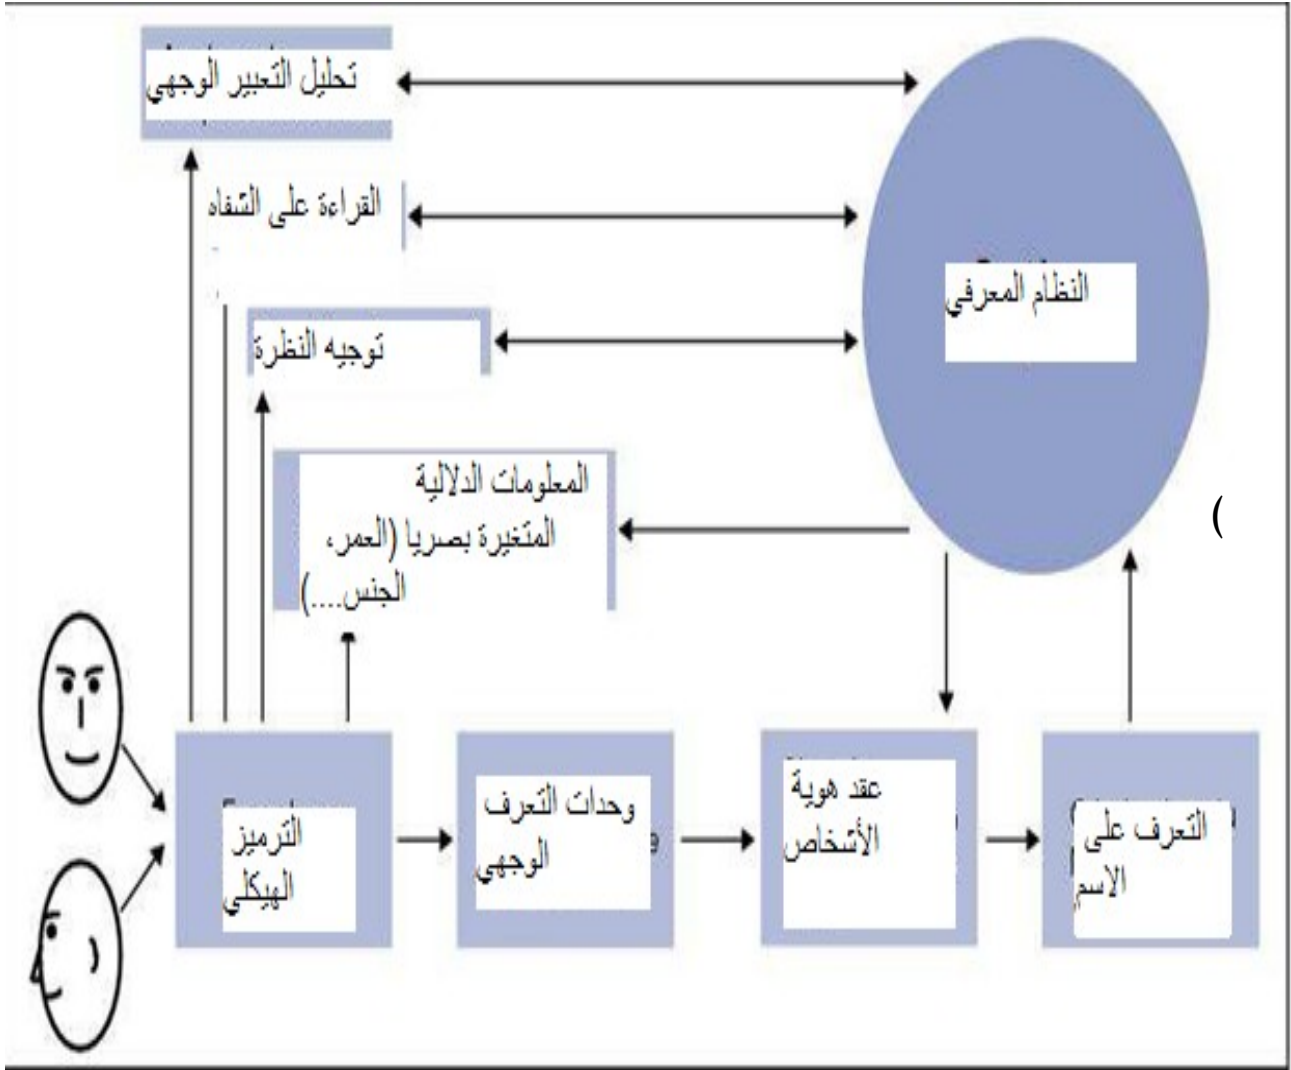 تحليل التعبير الوجهي
القراءة على الشفاه
النظام المعرفي
توجيه النظرة
المعلومات الدلالية
المتغيرة بصريا (العمر،
الجنس....)
)
الترميز
الهيكلي
وحدات التعرف
الوجهي
عقد هوية
الأشخاص
التعرف على
الاسم